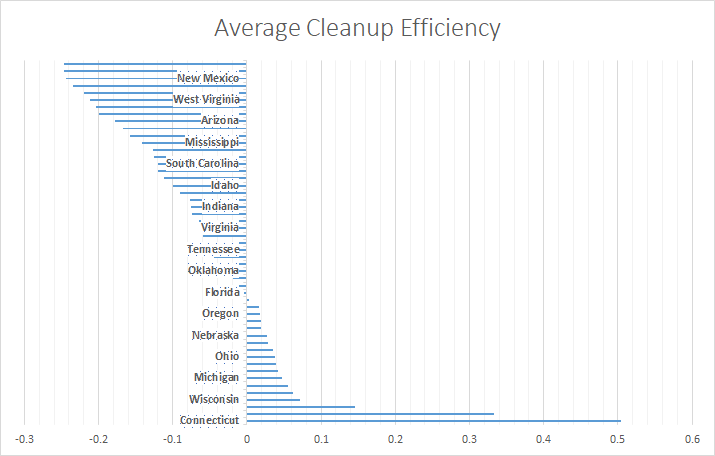 Average Cleanup Efficiency
New Mexico
West Virginia
Arizona
Mississippi
South Carolina
Idaho
Indiana
Virginia
Tennessee
Oklahoma
Florida
Oregon
Nebraska
Ohio
Michigan
Wisconsin
Connecticut
-0.3 -0.2 -0.1 0 0.1 0.2 0.3 0.4 0.5 0.6